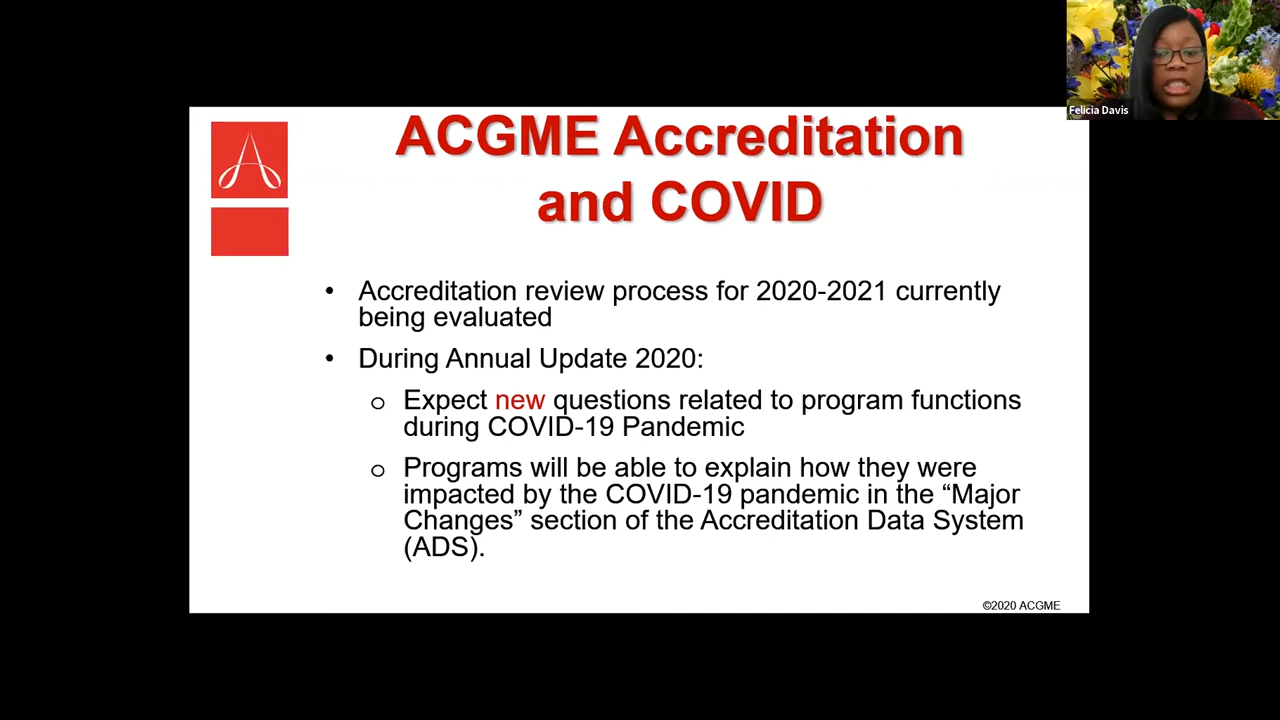 Felicia Davis
ACGME Accreditation
and COVID
• Accreditation review process for 2020-2021 currently
being evaluated
• During Annual Update 2020:
o Expect new questions related to program functions
during COVID-19 Pandemic
o Programs will be able to explain how they were
impacted by the COVID-19 pandemic in the “Major
Changes” section of the Accreditation Data System
(ADS).
©2020 ACGME